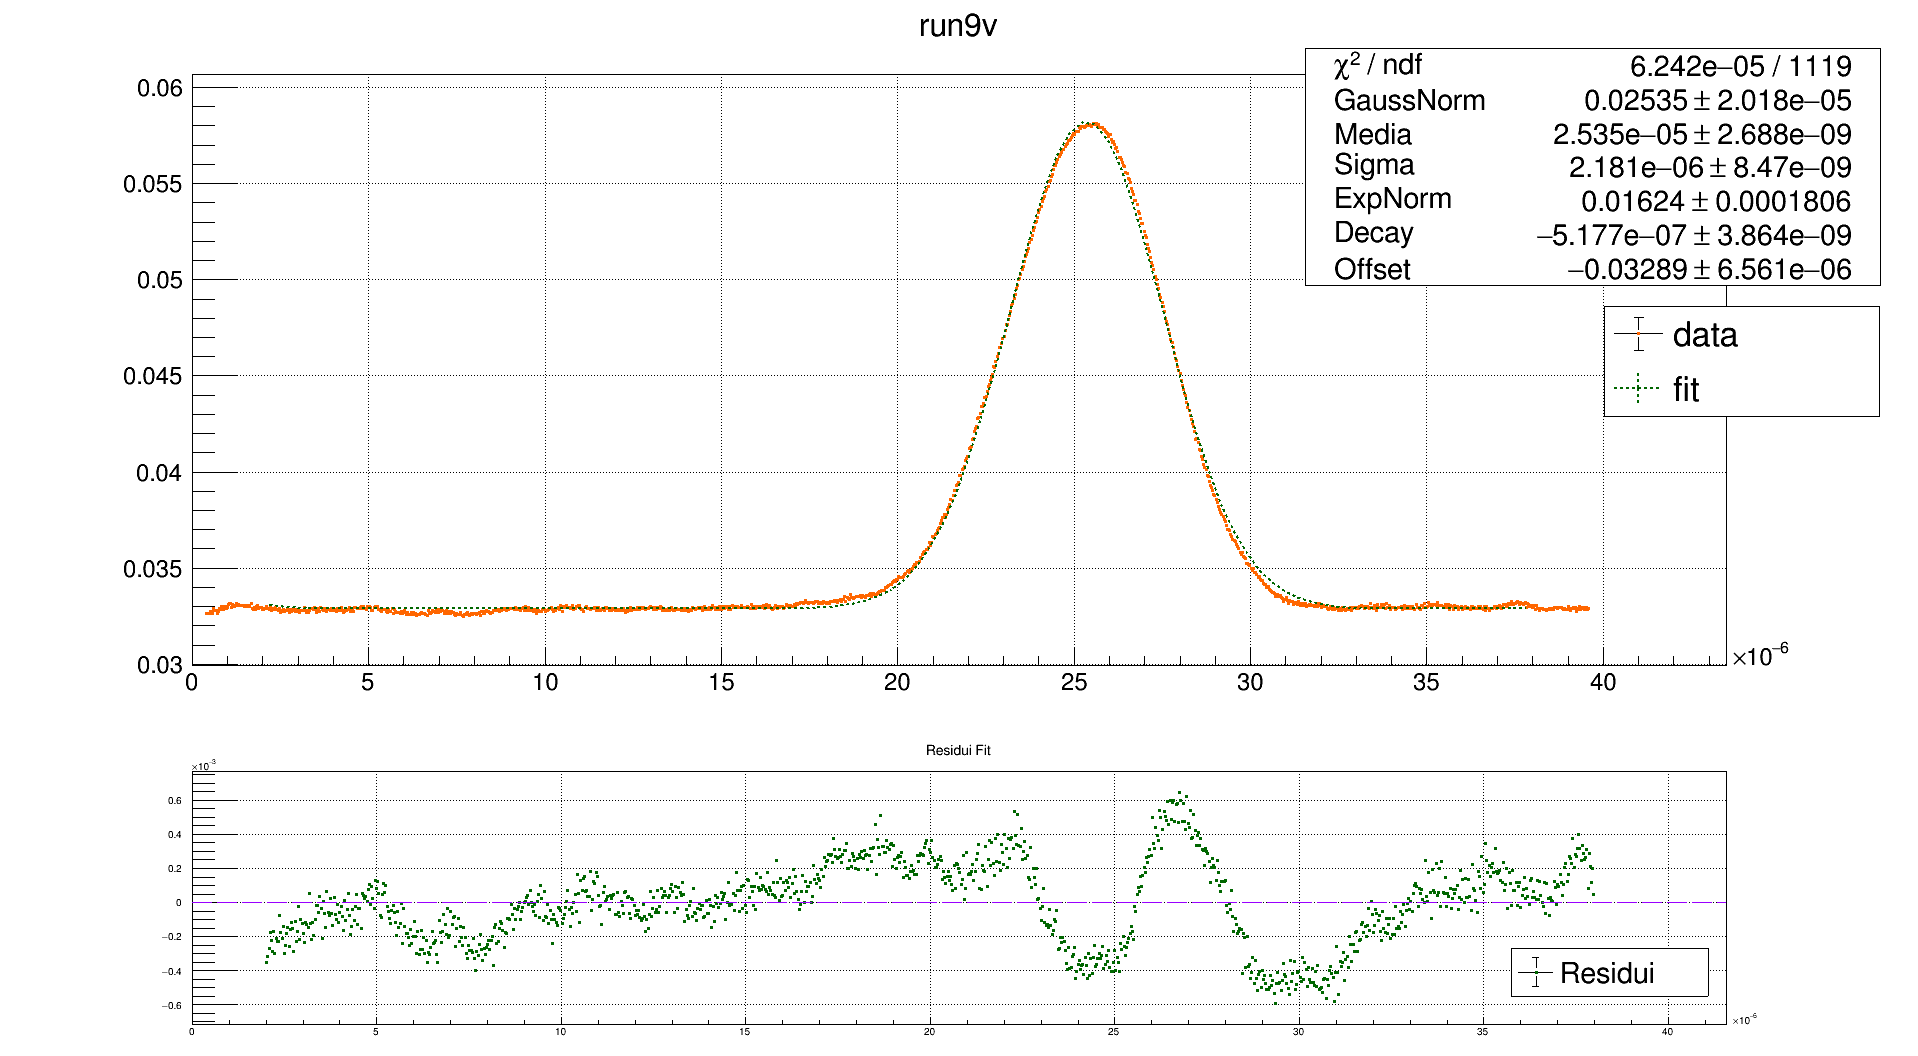 run9v
χ² / ndf 6.242e−05 / 1119
GaussNorm 0.02535 ± 2.018e−05
Media 2.535e−05 ± 2.688e−09
Sigma 2.181e−06 ± 8.47e−09
ExpNorm 0.01624 ± 0.0001806
Decay −5.177e−07 ± 3.864e−09
Offset −0.03289 ± 6.561e−06
data
fit
0.06
0.055
0.05
0.045
0.04
0.035
0.03
0 5 10 15 20 25 30 35 40
×10⁻⁶
Residui Fit
×10⁻³
0.6
0.4
0.2
0
−0.2
−0.4
−0.6
Residui
0 5 10 15 20 25 30 35 40
×10⁻⁶